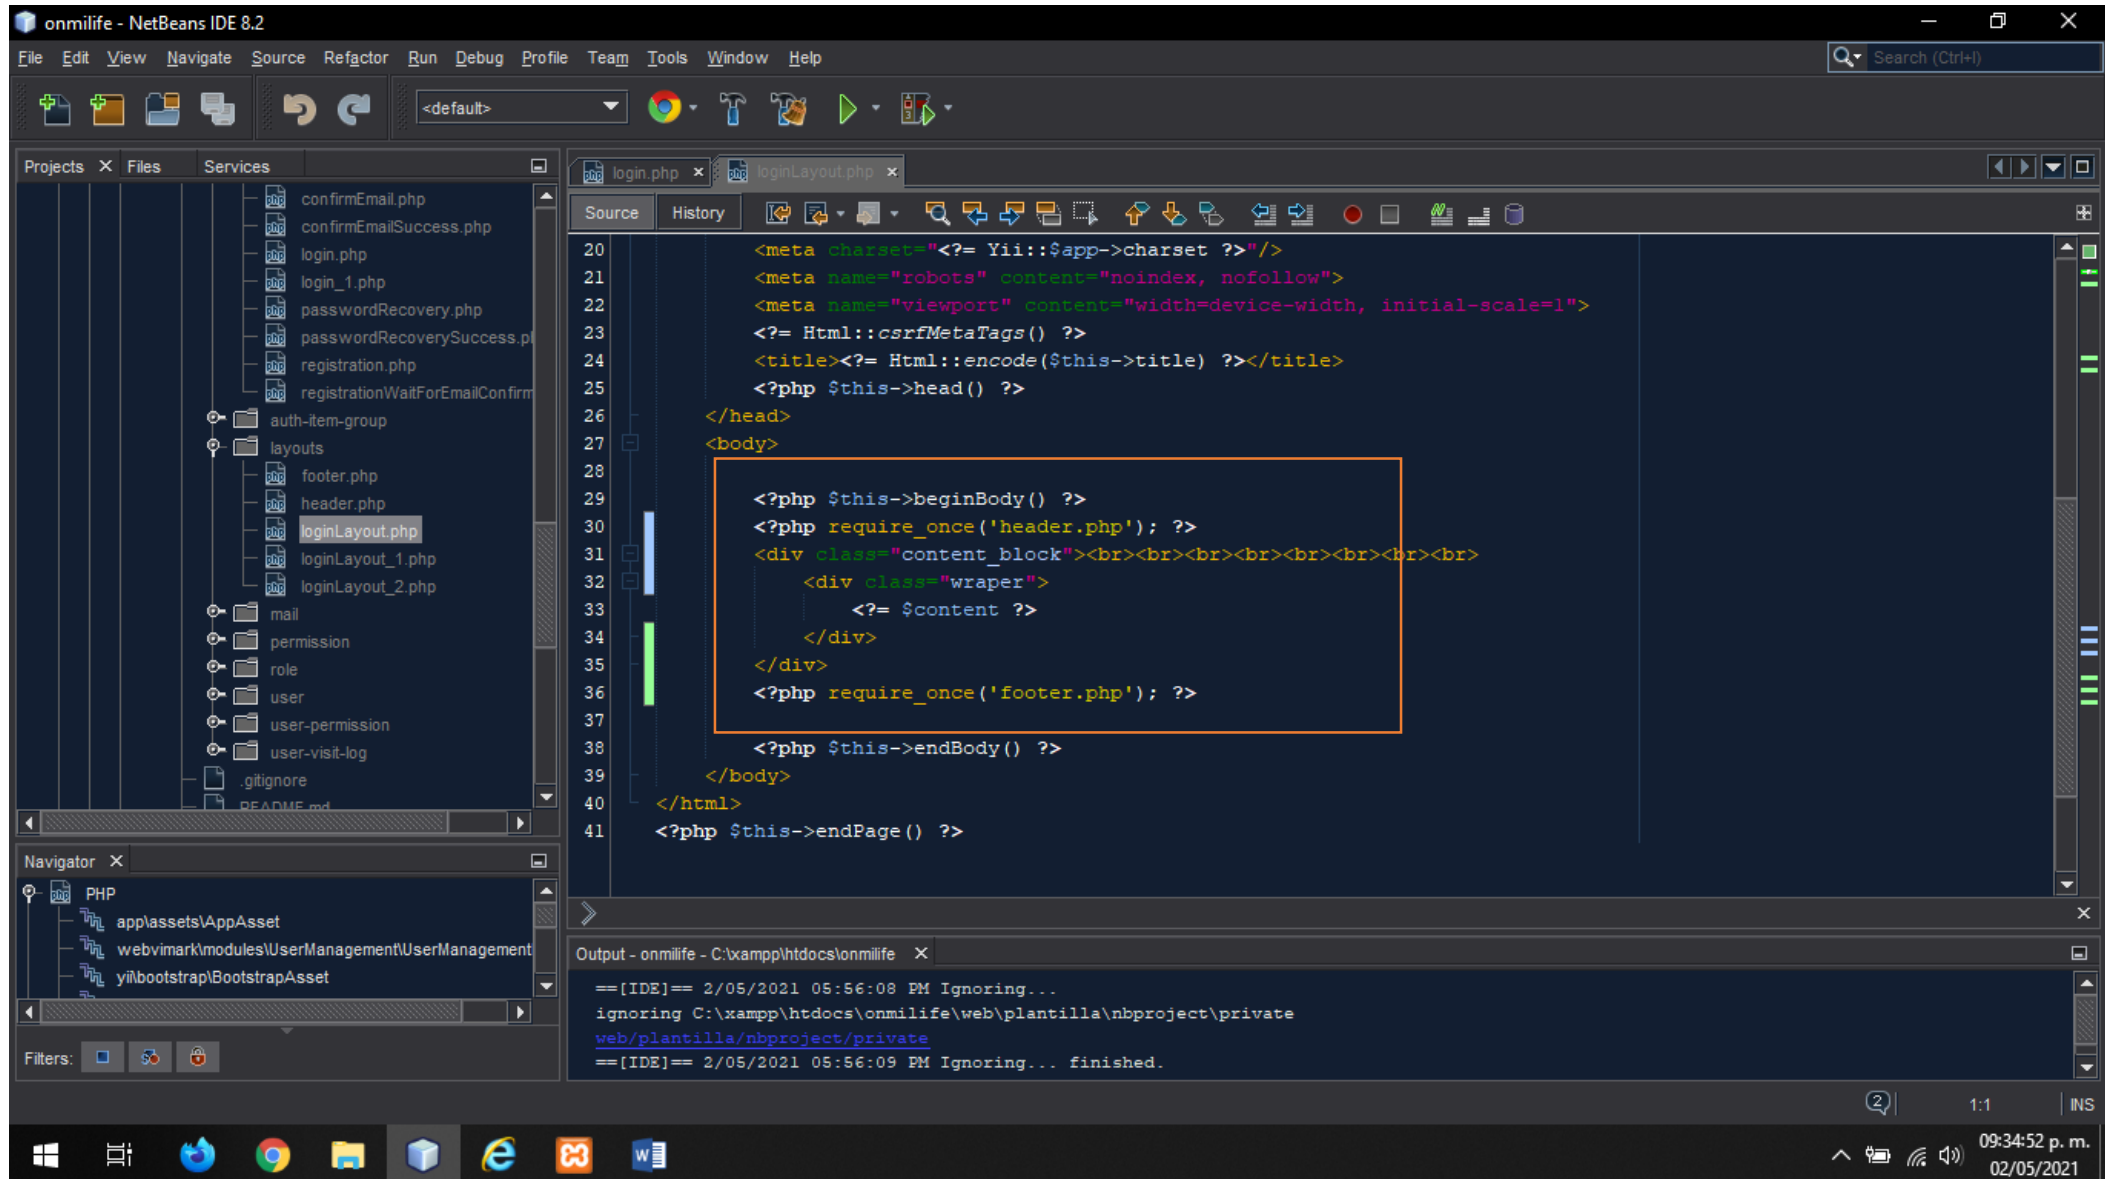 onmilife - NetBeans IDE 8.2
File Edit View Navigate Source Refactor Run Debug Profile Team Tools Window Help
Search (Ctrl+I)
<default>
Projects Files Services
confirmEmail.php
confirmEmailSuccess.php
login.php
login_1.php
passwordRecovery.php
passwordRecoverySuccess.pl
registration.php
registrationWaitForEmailConfirm
auth-item-group
layouts
footer.php
header.php
loginLayout.php
loginLayout_1.php
loginLayout_2.php
mail
permission
role
user
user-permission
user-visit-log
.gitignore
README.md
Navigator
PHP
app\assets\AppAsset
webvimark\modules\UserManagement\UserManagement
yii\bootstrap\BootstrapAsset
Filters:
login.php loginLayout.php
Source History
20 <meta charset="<?= Yii::$app->charset ?>"/>
21 <meta name="robots" content="noindex, nofollow">
22 <meta name="viewport" content="width=device-width, initial-scale=1">
23 <?= Html::csrfMetaTags() ?>
24 <title><?= Html::encode($this->title) ?></title>
25 <?php $this->head() ?>
26 </head>
27 <body>
28
29 <?php $this->beginBody() ?>
30 <?php require_once('header.php'); ?>
31 <div class="content_block"><br><br><br><br><br><br><br><br>
32 <div class="wraper">
33 <?= $content ?>
34 </div>
35 </div>
36 <?php require_once('footer.php'); ?>
37
38 <?php $this->endBody() ?>
39 </body>
40 </html>
41 <?php $this->endPage() ?>
Output - onmilife - C:\xampp\htdocs\onmilife
==[IDE]== 2/05/2021 05:56:08 PM Ignoring...
ignoring C:\xampp\htdocs\onmilife\web\plantilla\nbproject\private
web/plantilla/nbproject/private
==[IDE]== 2/05/2021 05:56:09 PM Ignoring... finished.
2 1:1 INS
09:34:52 p. m.
02/05/2021